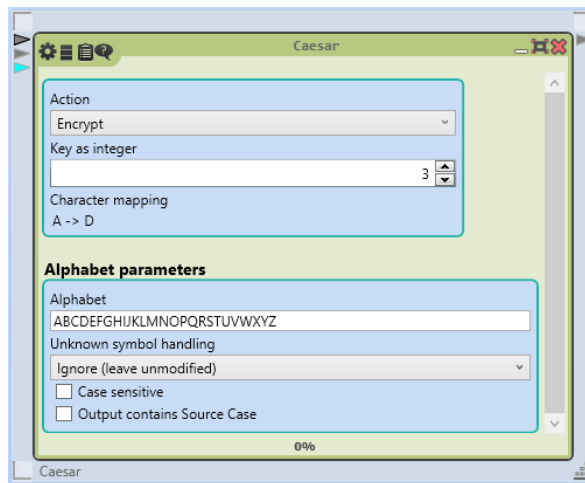 Caesar
Action
Encrypt
Key as integer
3
Character mapping
A -> D
Alphabet parameters
Alphabet
ABCDEFGHIJKLMNOPQRSTUVWXYZ
Unknown symbol handling
Ignore (leave unmodified)
Case sensitive
Output contains Source Case
0%
Caesar